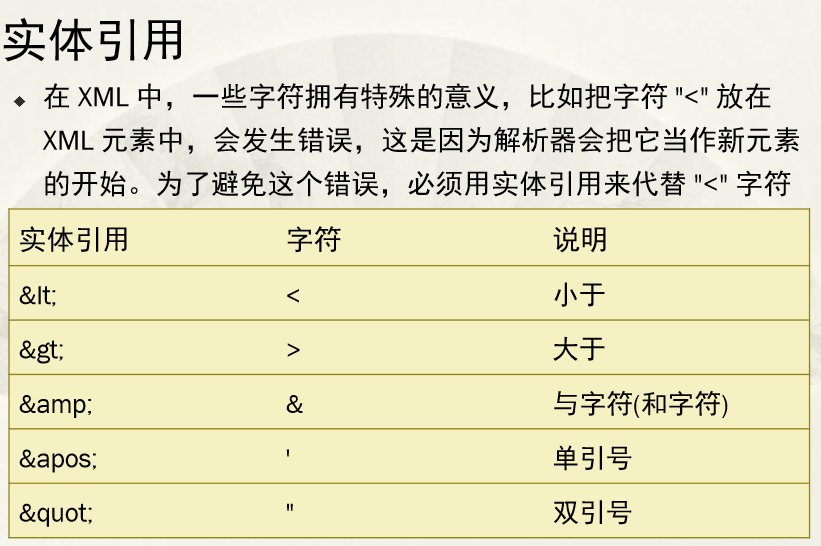 实体引用
◆ 在 XML 中，一些字符拥有特殊的意义，比如把字符 "<" 放在
XML 元素中，会发生错误，这是因为解析器会把它当作新元素
的开始。为了避免这个错误，必须用实体引用来代替 "<" 字符
实体引用 字符 说明
&lt; < 小于
&gt; > 大于
&amp; & 与字符(和字符)
&apos; ' 单引号
&quot; " 双引号